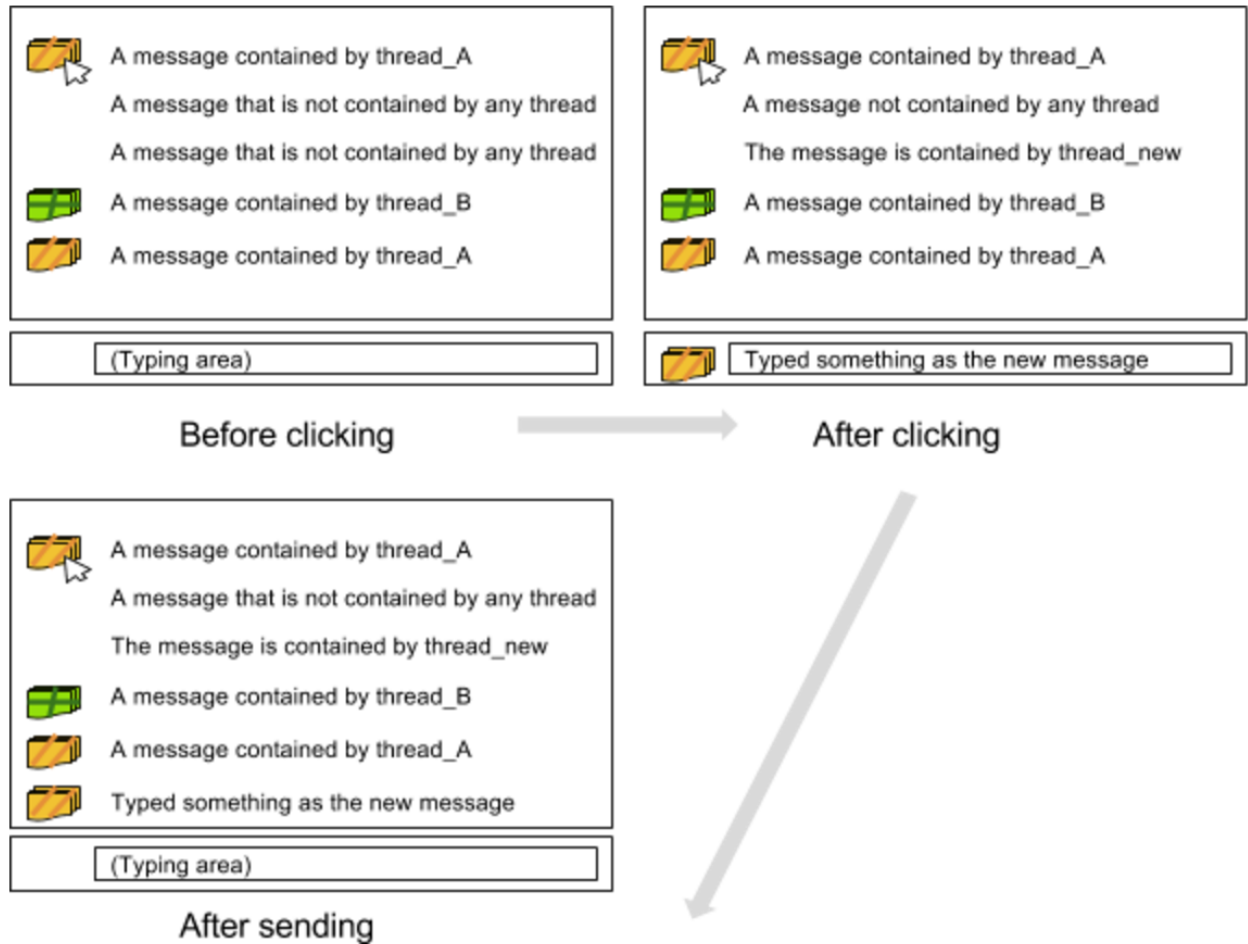 A message contained by thread_A
A message that is not contained by any thread
A message that is not contained by any thread
A message contained by thread_B
A message contained by thread_A
(Typing area)
Before clicking
A message contained by thread_A
A message not contained by any thread
The message is contained by thread_new
A message contained by thread_B
A message contained by thread_A
Typed something as the new message
After clicking
A message contained by thread_A
A message that is not contained by any thread
The message is contained by thread_new
A message contained by thread_B
A message contained by thread_A
Typed something as the new message
(Typing area)
After sending